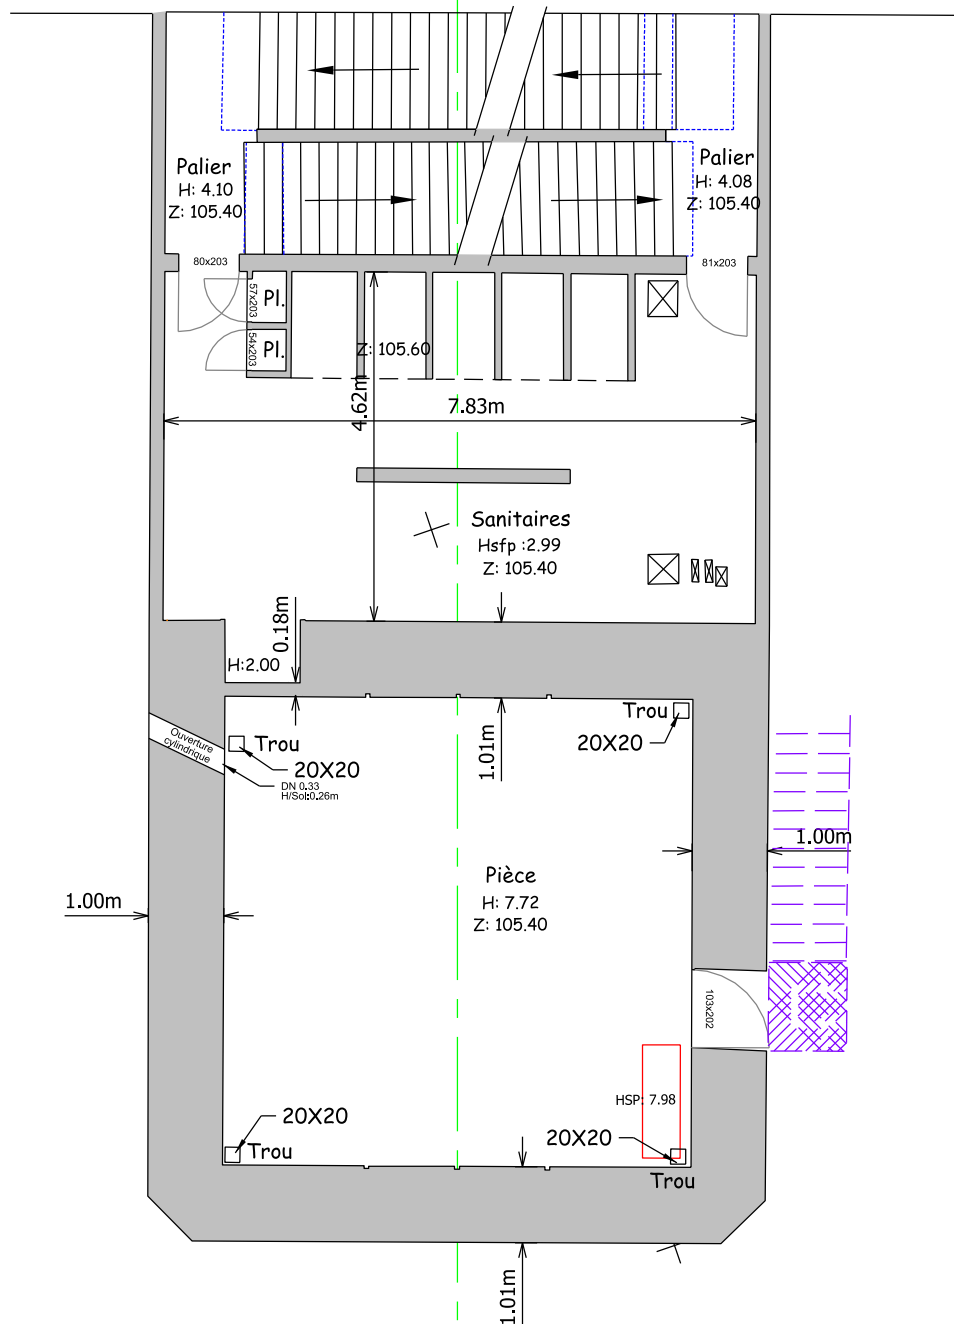 Palier
H: 4.10
Z: 105.40
Palier
H: 4.08
Z: 105.40
80x203
81x203
57x203
Pl.
54x203
Pl.
Z: 105.60
4.62m
7.83m
Sanitaires
Hsfp :2.99
Z: 105.40
0.18m
H:2.00
Ouverture
cylindrique
Trou
20X20
DN 0.33
H/Sol:0.26m
Trou
20X20
1.01m
1.00m
Pièce
H: 7.72
Z: 105.40
1.00m
103x202
HSP: 7.98
20X20
Trou
20X20
Trou
1.01m